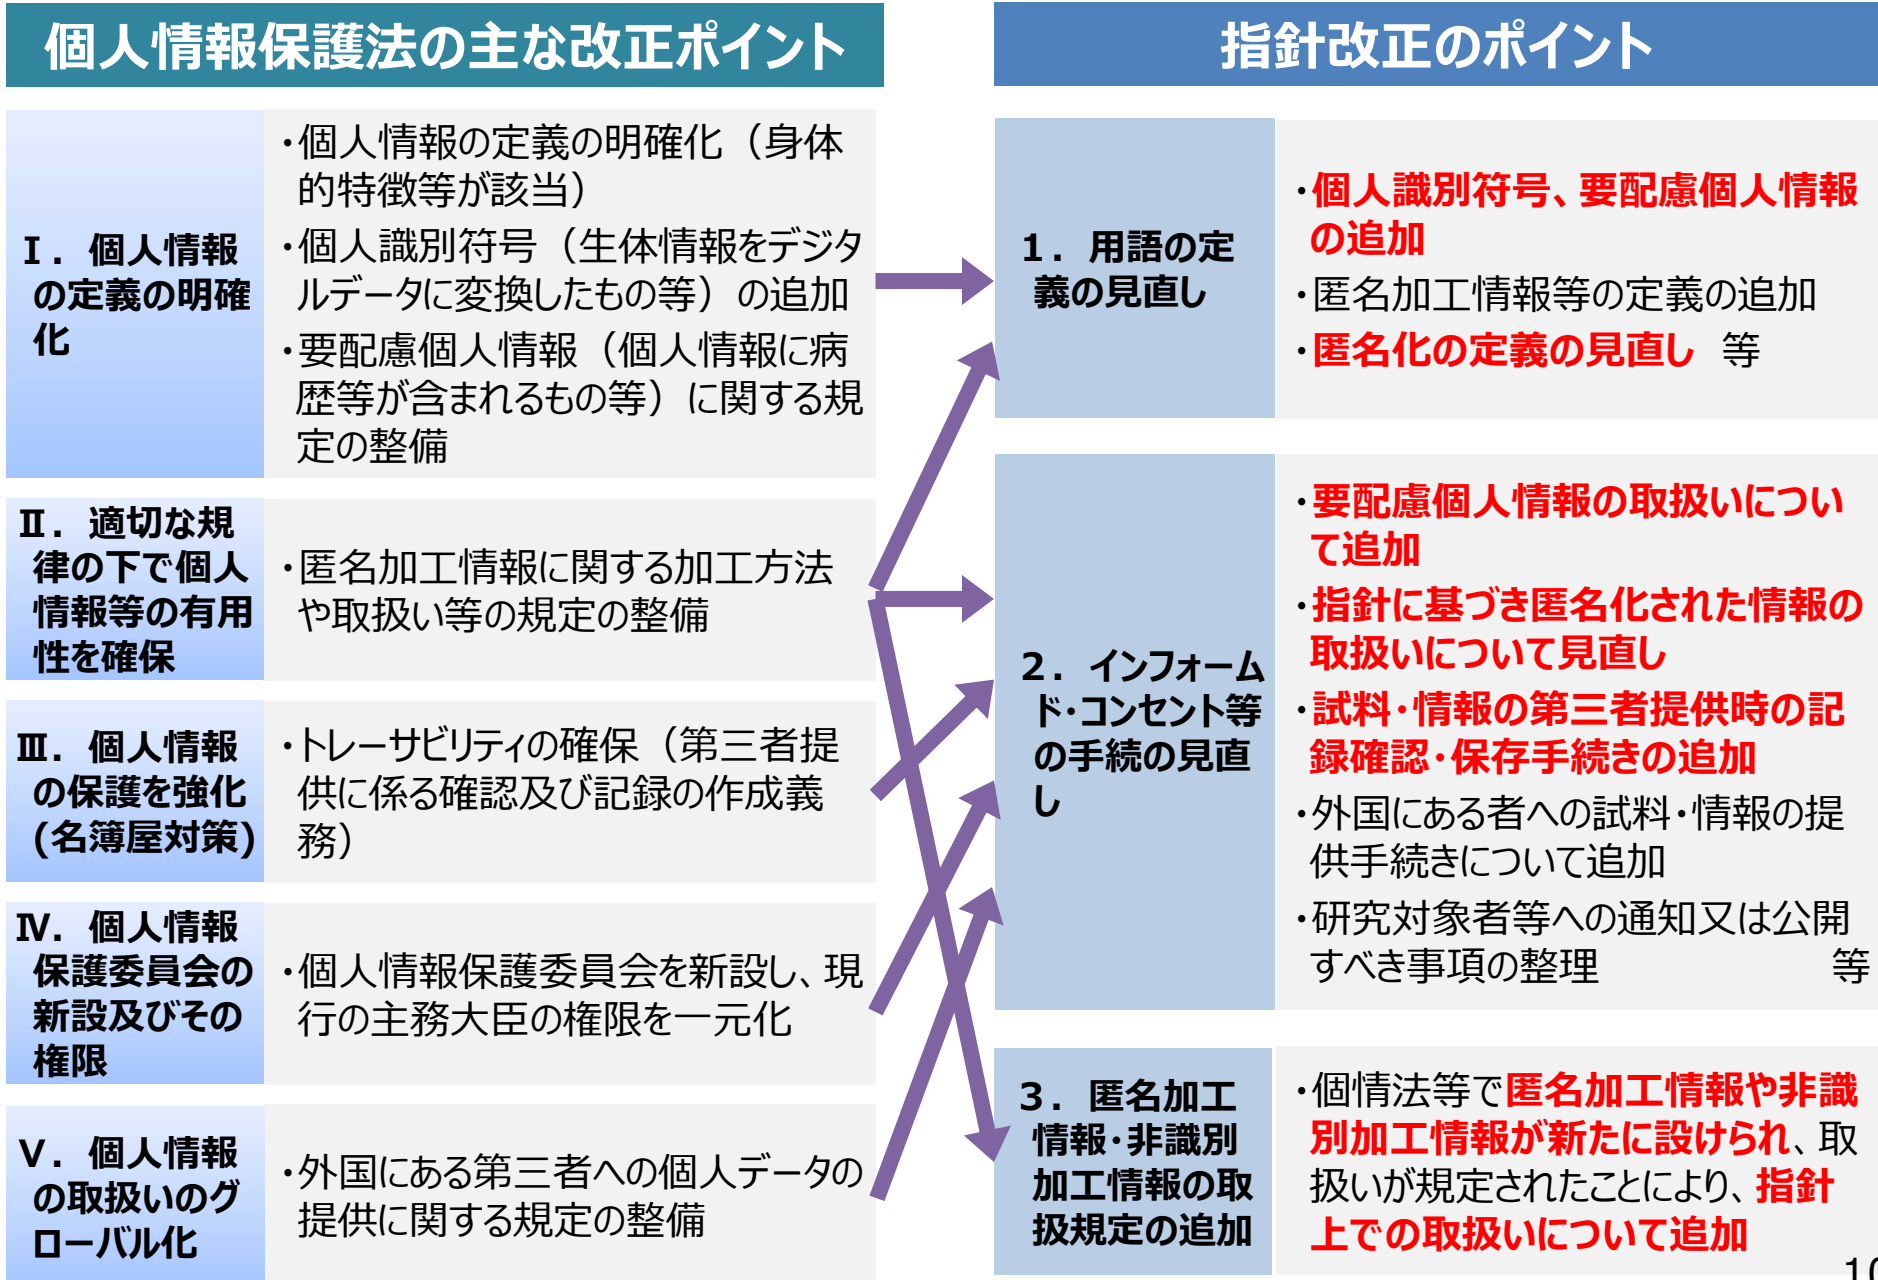 個人情報保護法の主な改正ポイント
Ⅰ．個人情報
の定義の明確
化
・個人情報の定義の明確化（身体
的特徴等が該当）
・個人識別符号（生体情報をデジタ
ルデータに変換したもの等）の追加
・要配慮個人情報（個人情報に病
歴等が含まれるもの等）に関する規
定の整備
Ⅱ．適切な規
律の下で個人
情報等の有用
性を確保
・匿名加工情報に関する加工方法
や取扱い等の規定の整備
Ⅲ．個人情報
の保護を強化
(名簿屋対策)
・トレーサビリティの確保（第三者提
供に係る確認及び記録の作成義
務）
Ⅳ．個人情報
保護委員会の
新設及びその
権限
・個人情報保護委員会を新設し、現
行の主務大臣の権限を一元化
Ⅴ．個人情報
の取扱いのグ
ローバル化
・外国にある第三者への個人データの
提供に関する規定の整備
指針改正のポイント
１．用語の定
義の見直し
・個人識別符号、要配慮個人情報
の追加
・匿名加工情報等の定義の追加
・匿名化の定義の見直し　等
２．インフォーム
ド・コンセント等
の手続の見直
し
・要配慮個人情報の取扱いについ
て追加
・指針に基づき匿名化された情報の
取扱いについて見直し
・試料・情報の第三者提供時の記
録確認・保存手続きの追加
・外国にある者への試料・情報の提
供手続きについて追加
・研究対象者等への通知又は公開
すべき事項の整理　等
３．匿名加工
情報・非識別
加工情報の取
扱規定の追加
・個情法等で匿名加工情報や非識
別加工情報が新たに設けられ、取
扱いが規定されたことにより、指針
上での取扱いについて追加